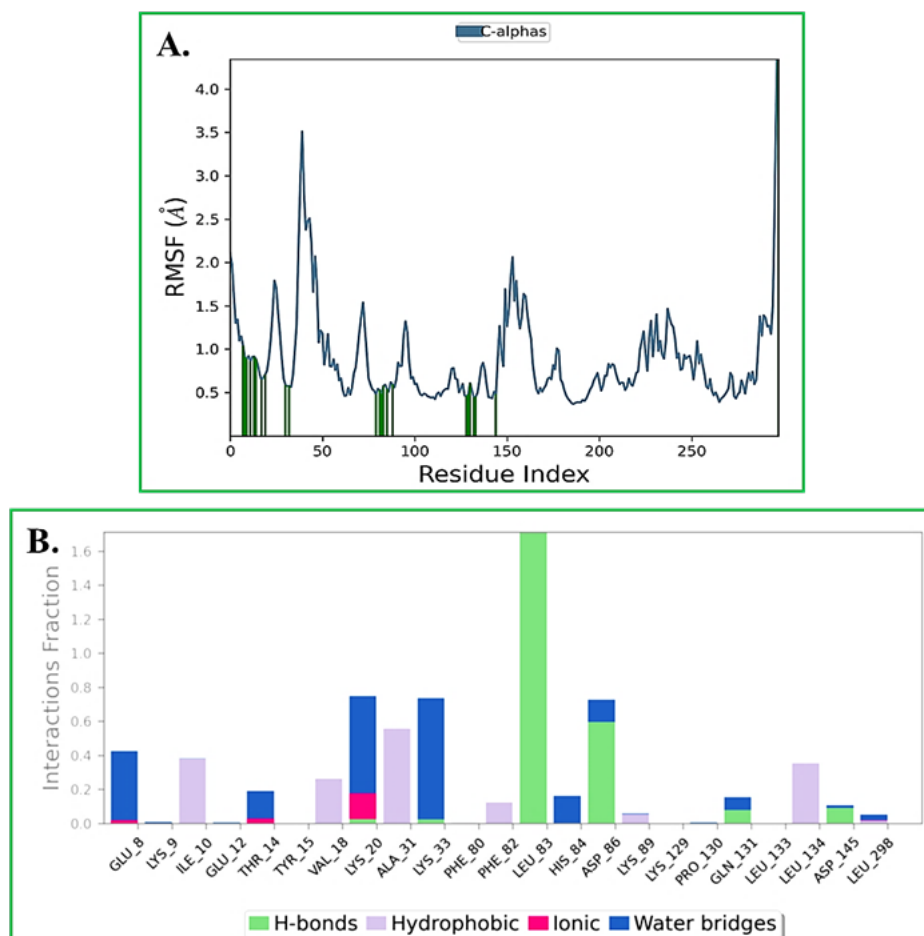 A.
C-alphas
4.0
3.5
3.0
2.5
2.0
1.5
1.0
0.5
RMSF (Å)
0 50 100 150 200 250
Residue Index
B.
1.6
1.4
1.2
1.0
0.8
0.6
0.4
0.2
0.0
Interactions Fraction
GLU_8
LYS_9
ILE_10
GLU_12
THR_14
TYR_15
VAL_18
LYS_20
ALA_31
LYS_33
PHE_80
PHE_82
LEU_83
HIS_84
ASP_86
LYS_89
LYS_129
PRO_130
GLN_131
LEU_133
LEU_134
ASP_145
LEU_298
H-bonds Hydrophobic Ionic Water bridges